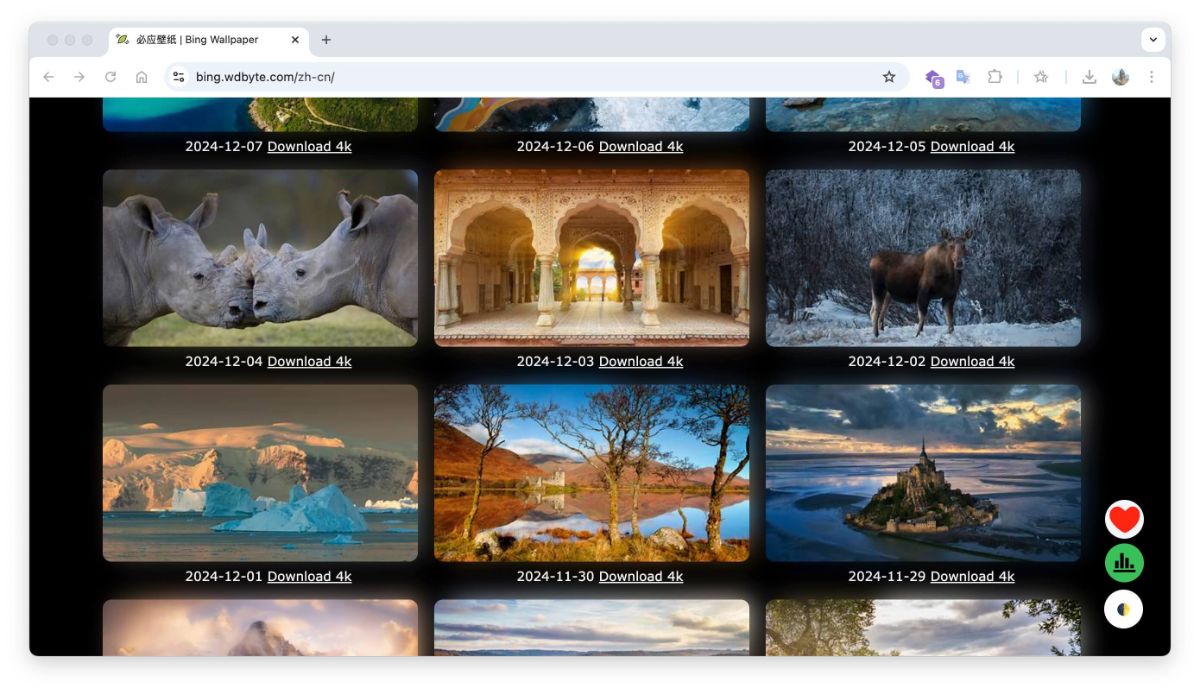 必应壁纸 | Bing Wallpaper
bing.wdbyte.com/zh-cn/
6
2024-12-07 Download 4k
2024-12-06 Download 4k
2024-12-05 Download 4k
2024-12-04 Download 4k
2024-12-03 Download 4k
2024-12-02 Download 4k
2024-12-01 Download 4k
2024-11-30 Download 4k
2024-11-29 Download 4k